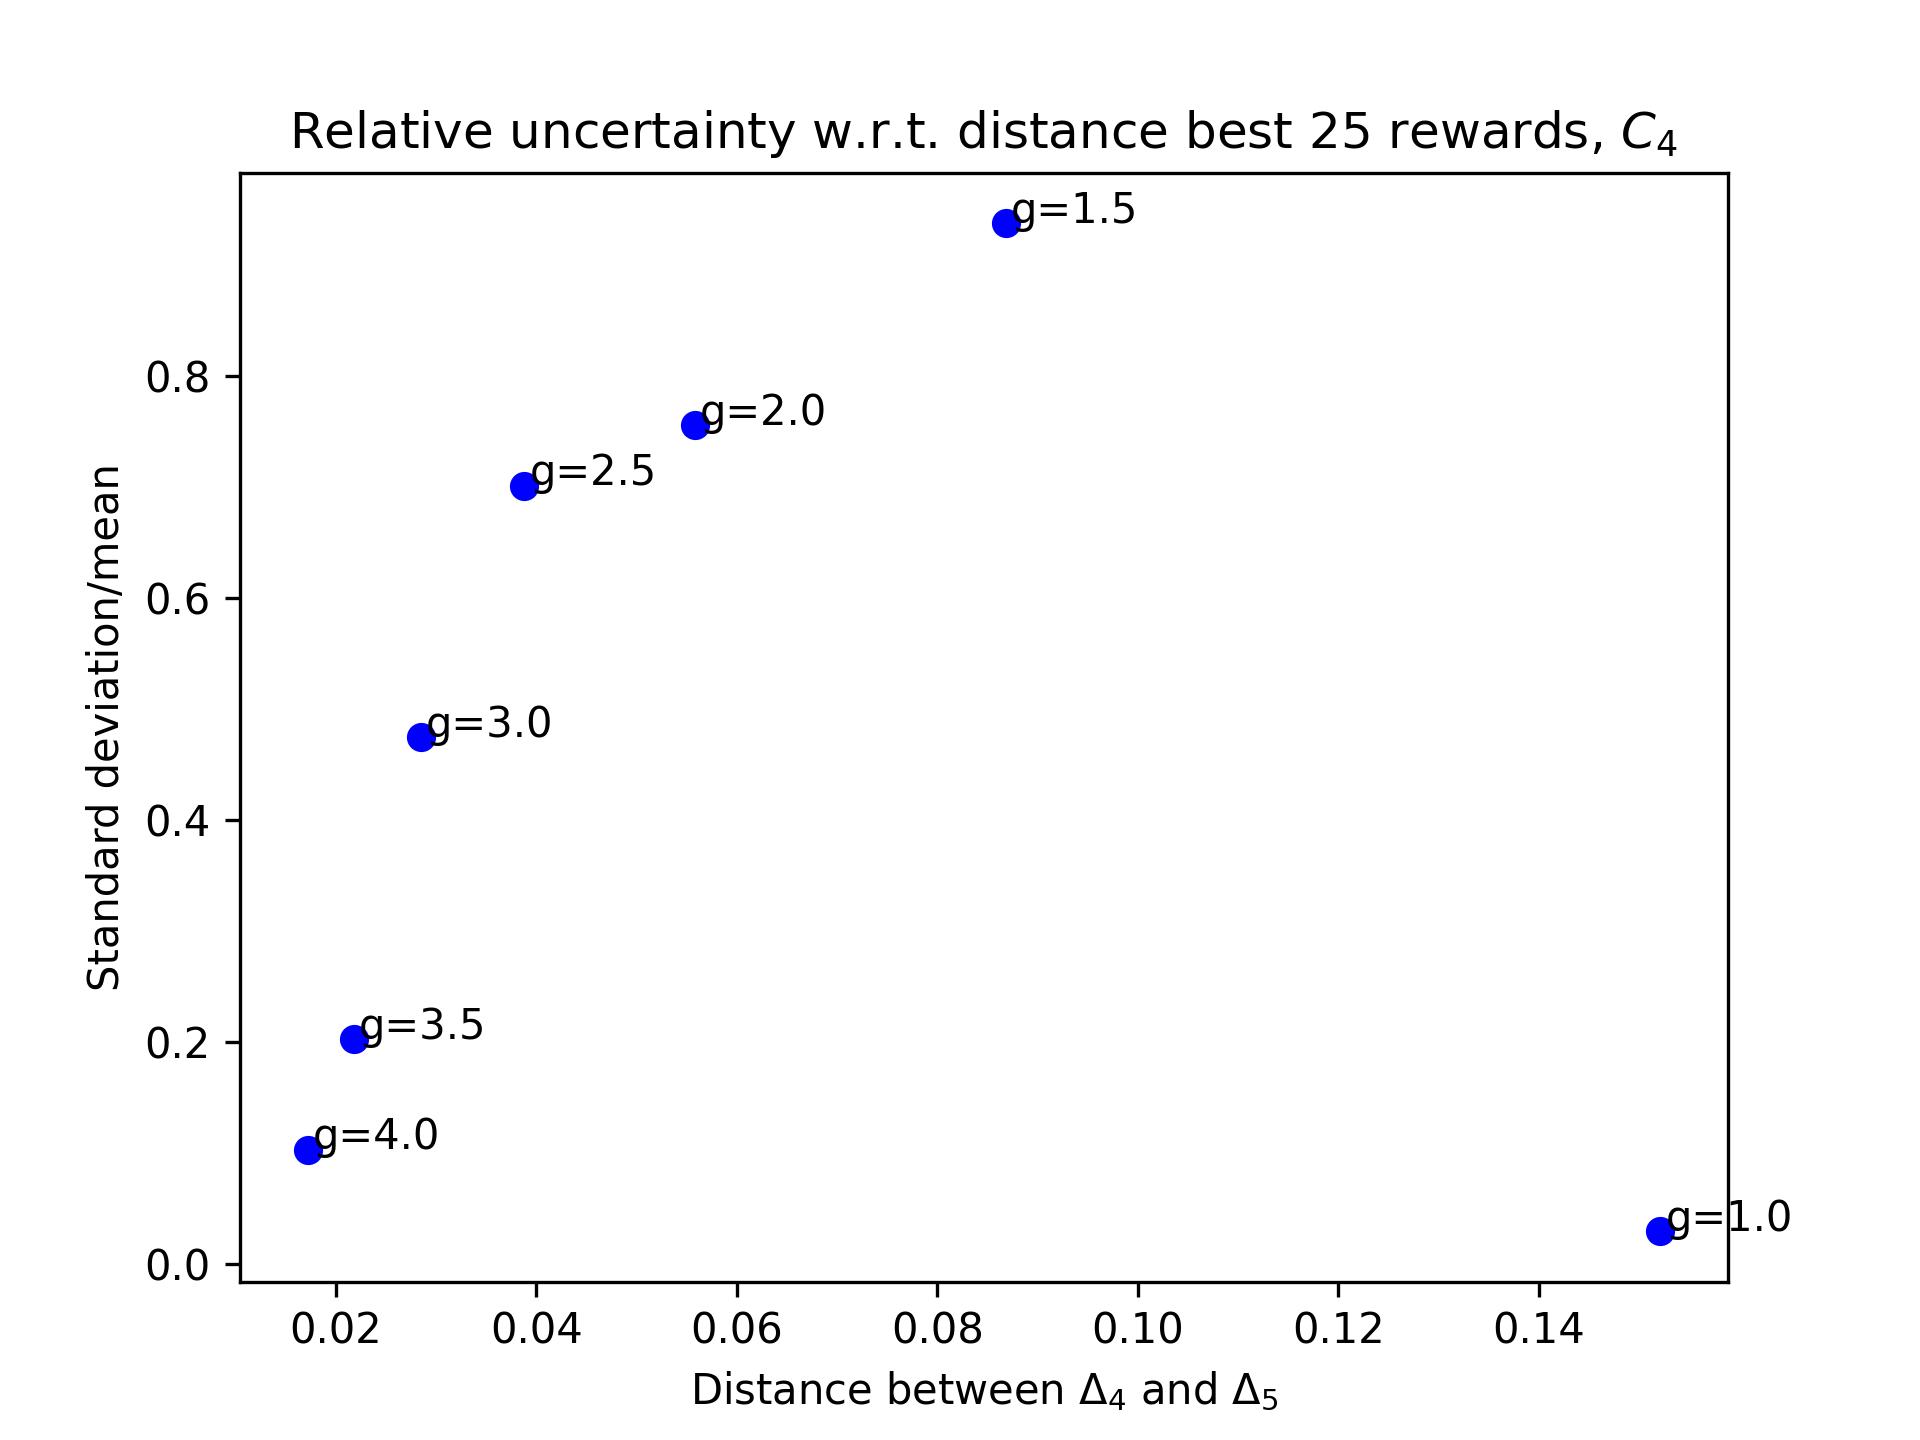 Relative uncertainty w.r.t. distance best 25 rewards, C₄
g=1.5
0.8
g=2.0
g=2.5
0.6
Standard deviation/mean
g=3.0
0.4
g=3.5
0.2
g=4.0
g=1.0
0.0
0.02 0.04 0.06 0.08 0.10 0.12 0.14
Distance between Δ₄ and Δ₅